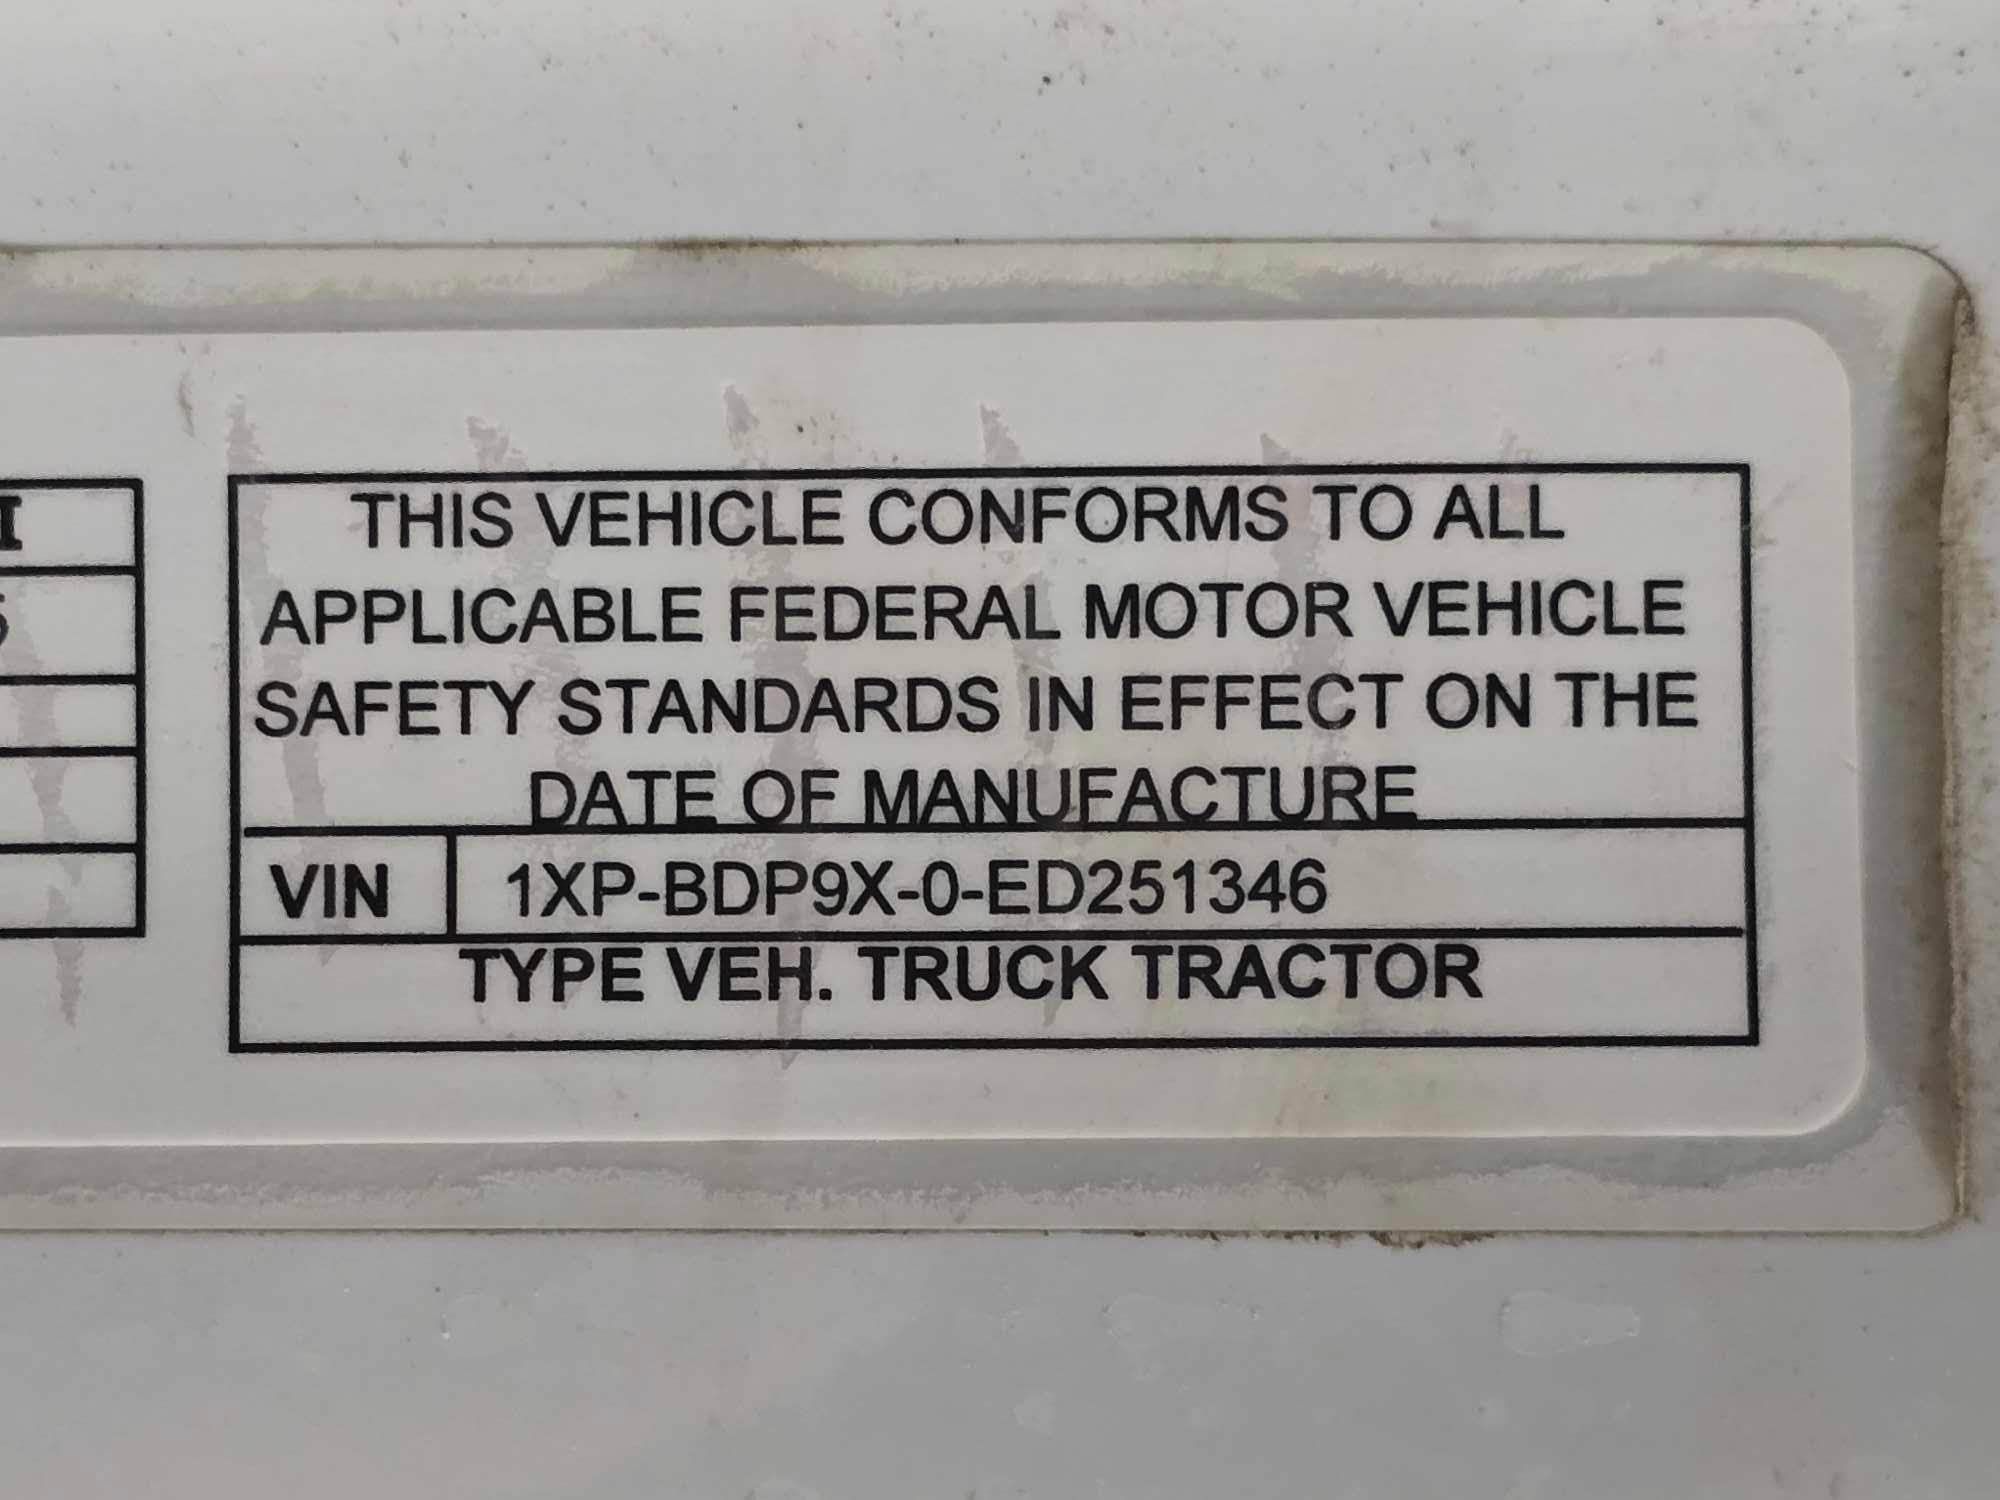 I
THIS VEHICLE CONFORMS TO ALL
APPLICABLE FEDERAL MOTOR VEHICLE
SAFETY STANDARDS IN EFFECT ON THE
DATE OF MANUFACTURE
VIN 1XP-BDP9X-0-ED251346
TYPE VEH. TRUCK TRACTOR